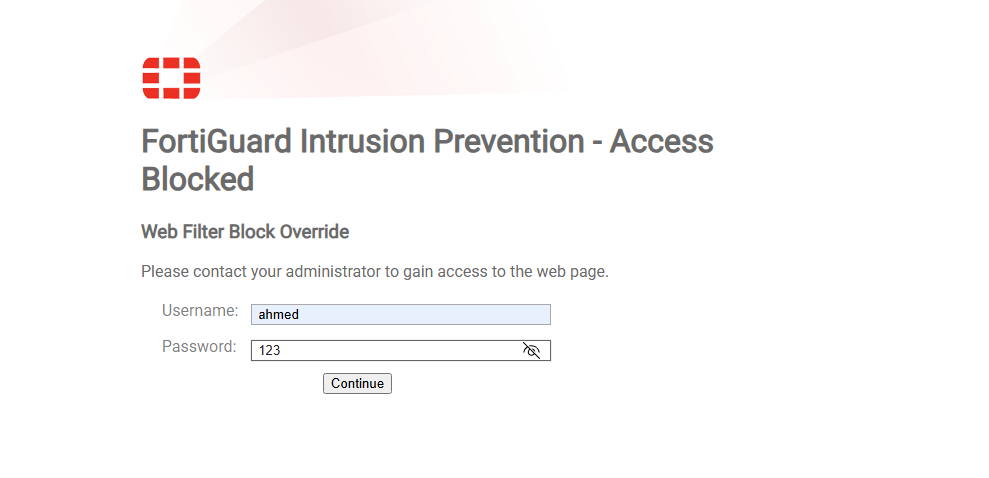 FortiGuard Intrusion Prevention - Access
Blocked
Web Filter Block Override
Please contact your administrator to gain access to the web page.
Username: ahmed
Password: 123
Continue